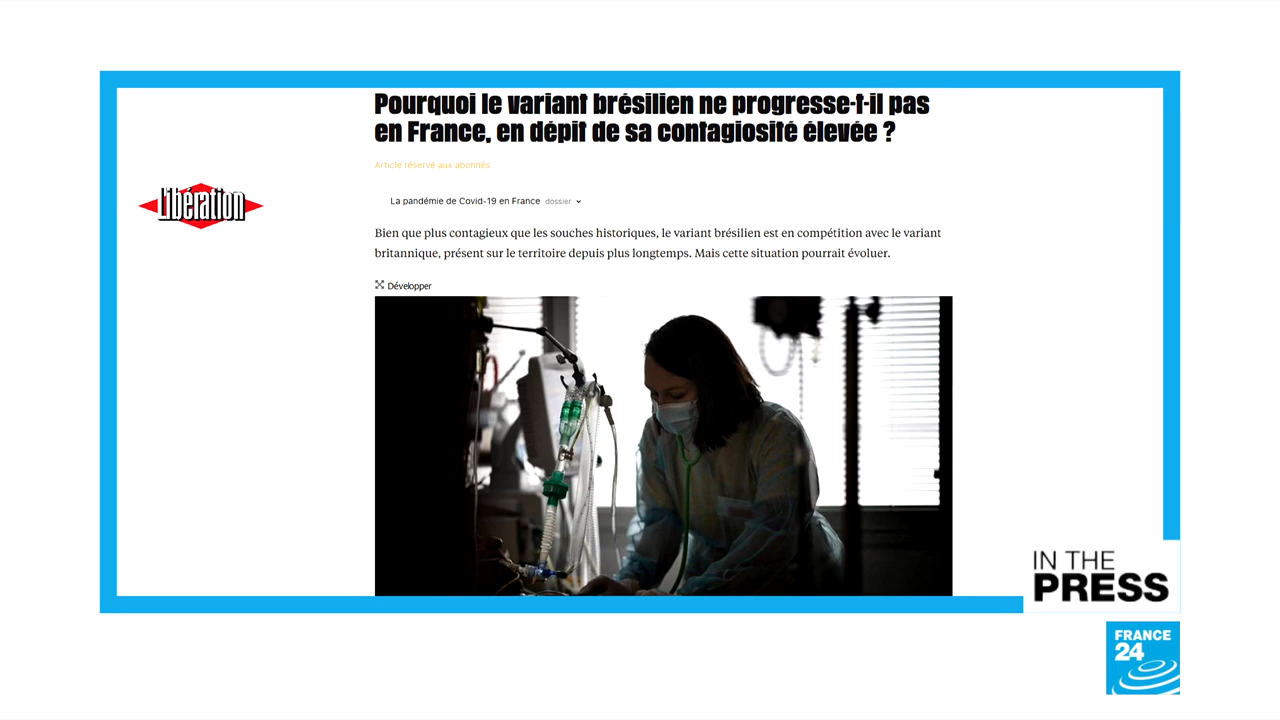 Pourquoi le variant brésilien ne progresse-t-il pas
en France, en dépit de sa contagiosité élevée ?
Article réservé aux abonnés
Libération
La pandémie de Covid-19 en France dossier
Bien que plus contagieux que les souches historiques, le variant brésilien est en compétition avec le variant
britannique, présent sur le territoire depuis plus longtemps. Mais cette situation pourrait évoluer.
Développer
IN THE
PRESS
FRANCE
24